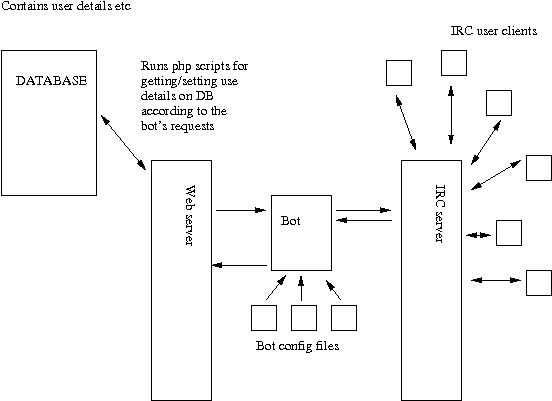 Contains user details etc
IRC user clients
DATABASE
Runs php scripts for
getting/setting use
details on DB
according to the
bot's requests
Web server
Bot
IRC server
Bot config files